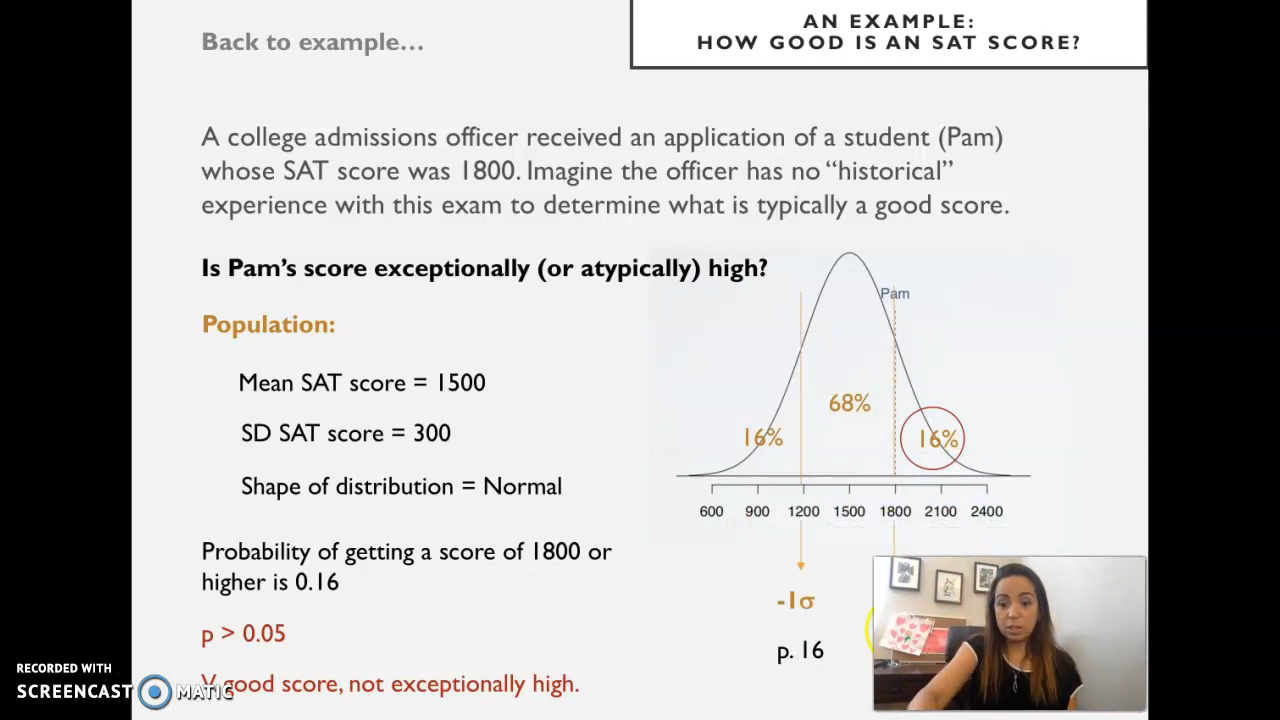 Back to example…
AN EXAMPLE:
HOW GOOD IS AN SAT SCORE?
A college admissions officer received an application of a student (Pam)
whose SAT score was 1800. Imagine the officer has no “historical”
experience with this exam to determine what is typically a good score.
Is Pam’s score exceptionally (or atypically) high?
Population:
Mean SAT score = 1500
SD SAT score = 300
Shape of distribution = Normal
Probability of getting a score of 1800 or
higher is 0.16
p > 0.05
good score, not exceptionally high.
Pam
68%
16% 16%
600 900 1200 1500 1800 2100 2400
-1σ
p. 16
RECORDED WITH
SCREENCAST MATIC